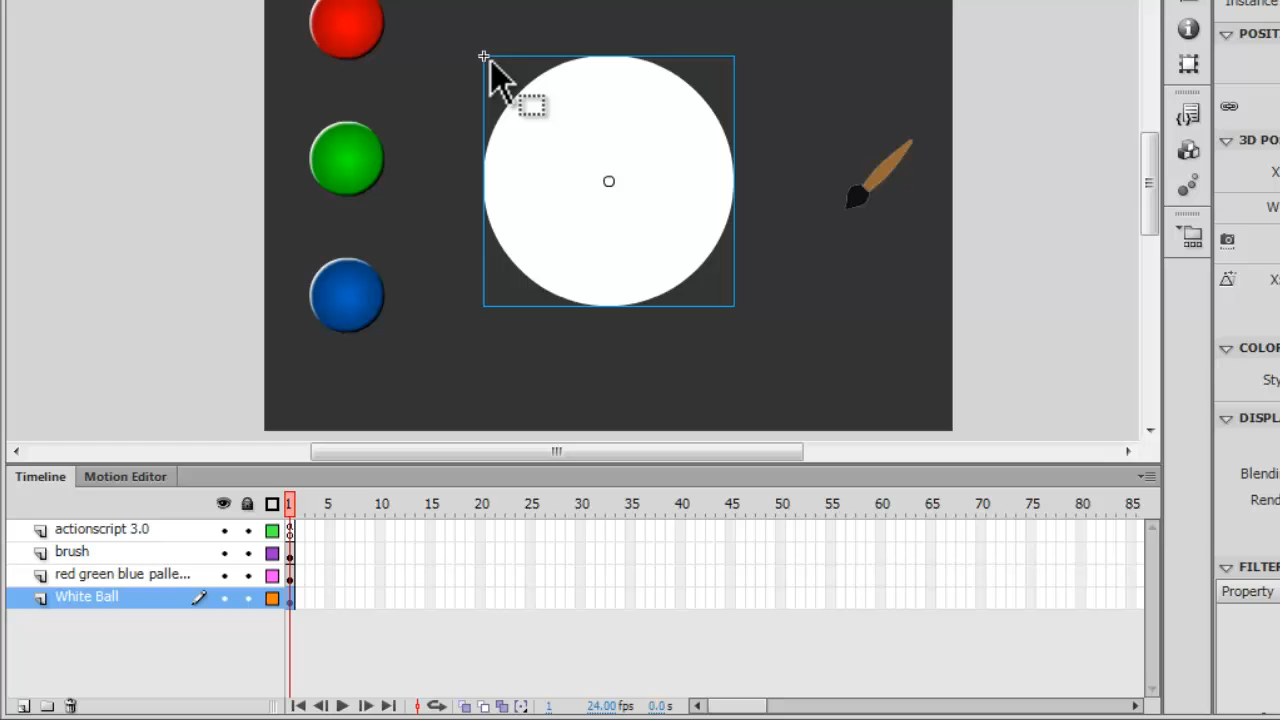 Instance
POSITI
3D PO
X
W
X:
COLOR
Sty
DISPL
Blendi
Rend
FILTER
Property
Timeline
Motion Editor
1 5 10 15 20 25 30 35 40 45 50 55 60 65 70 75 80 85
actionscript 3.0
brush
red green blue palle...
White Ball
1 24.00 fps 0.0 s